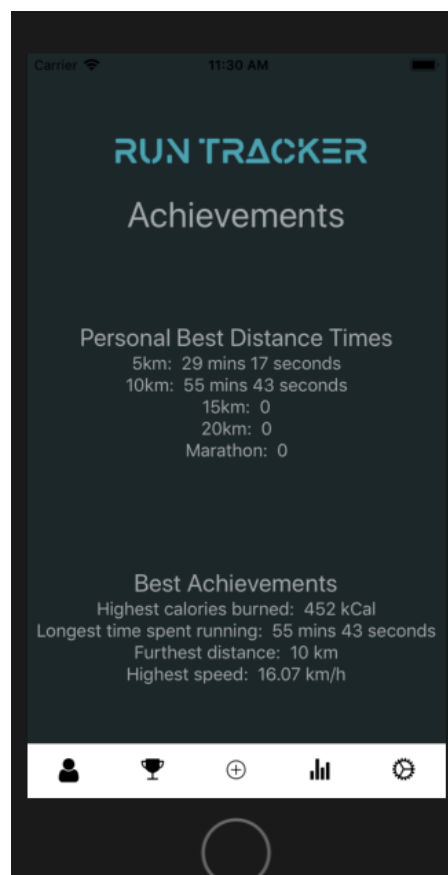 Carrier 11:30 AM
RUN TRACKER
Achievements
Personal Best Distance Times
5km: 29 mins 17 seconds
10km: 55 mins 43 seconds
15km: 0
20km: 0
Marathon: 0
Best Achievements
Highest calories burned: 452 kCal
Longest time spent running: 55 mins 43 seconds
Furthest distance: 10 km
Highest speed: 16.07 km/h